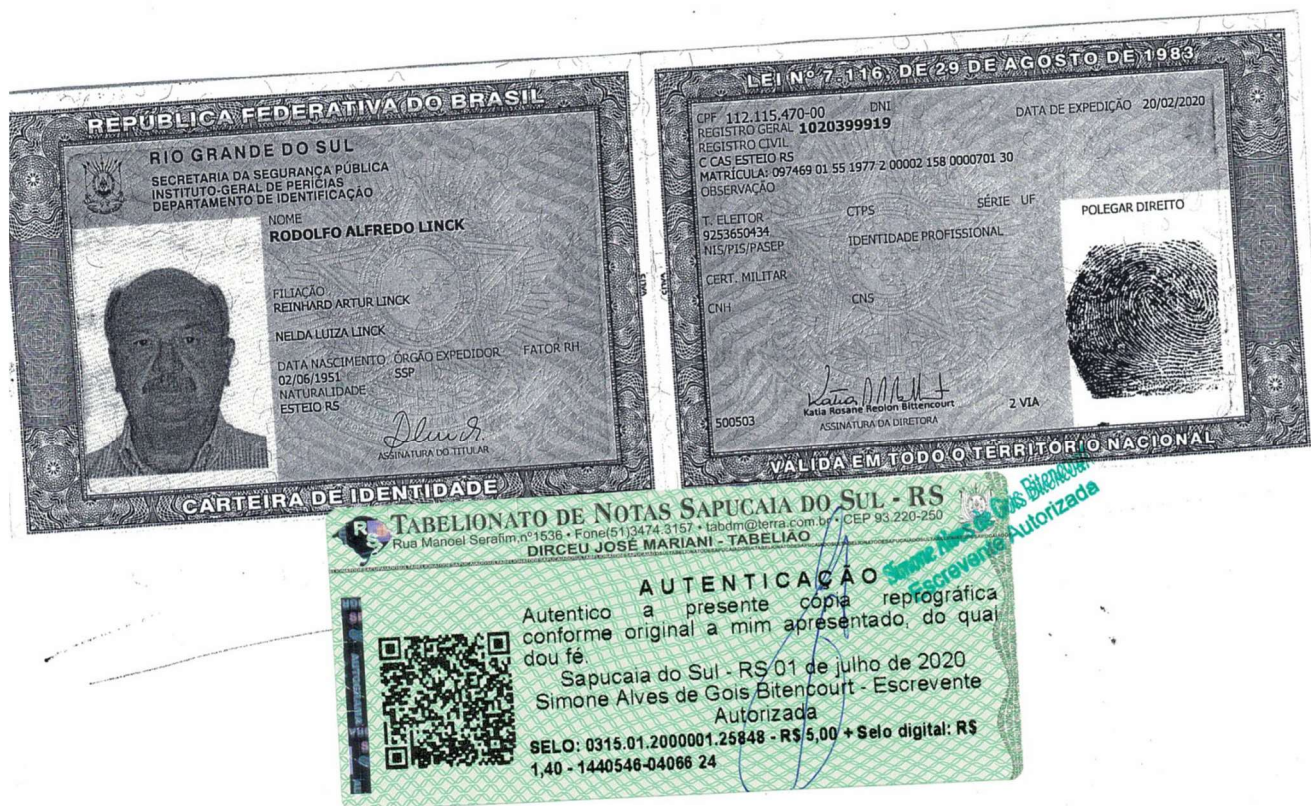 REPÚBLICA FEDERATIVA DO BRASIL
RIO GRANDE DO SUL
SECRETARIA DA SEGURANÇA PÚBLICA
INSTITUTO-GERAL DE PERÍCIAS
DEPARTAMENTO DE IDENTIFICAÇÃO
NOME
RODOLFO ALFREDO LINCK
FILIAÇÃO
REINHARD ARTUR LINCK
NELDA LUIZA LINCK
DATA NASCIMENTO ÓRGÃO EXPEDIDOR FATOR RH
02/06/1951 SSP
NATURALIDADE
ESTEIO RS
ASSINATURA DO TITULAR
CARTEIRA DE IDENTIDADE
LEI Nº 7.116, DE 29 DE AGOSTO DE 1983
CPF 112.115.470-00 DNI DATA DE EXPEDIÇÃO 20/02/2020
REGISTRO GERAL 1020399919
REGISTRO CIVIL
C CAS ESTEIO RS
MATRÍCULA: 097469 01 55 1977 2 00002 158 0000701 30
OBSERVAÇÃO
T. ELEITOR CTPS SÉRIE UF
9253650434
NIS/PIS/PASEP IDENTIDADE PROFISSIONAL
CERT. MILITAR
CNH CNS
POLEGAR DIREITO
Katia Rosane Reolon Bittencourt
500503 ASSINATURA DA DIRETORA 2 VIA
VÁLIDA EM TODO O TERRITÓRIO NACIONAL
TABELIONATO DE NOTAS SAPUCAIA DO SUL - RS
Rua Manoel Serafim,nº1536 • Fone(51)3474.3157 • tabdm@terra.com.br • CEP 93.220-250
DIRCEU JOSÉ MARIANI - TABELIÃO
Simone Alves de Gois Bitencourt
Escrevente Autorizada
AUTENTICAÇÃO
Autentico a presente cópia reprográfica
conforme original a mim apresentado, do qual
dou fé.
Sapucaia do Sul - RS 01 de julho de 2020
Simone Alves de Gois Bitencourt - Escrevente
Autorizada
SELO: 0315.01.2000001.25848 - R$ 5,00 + Selo digital: R$
1,40 - 1440546-04066 24